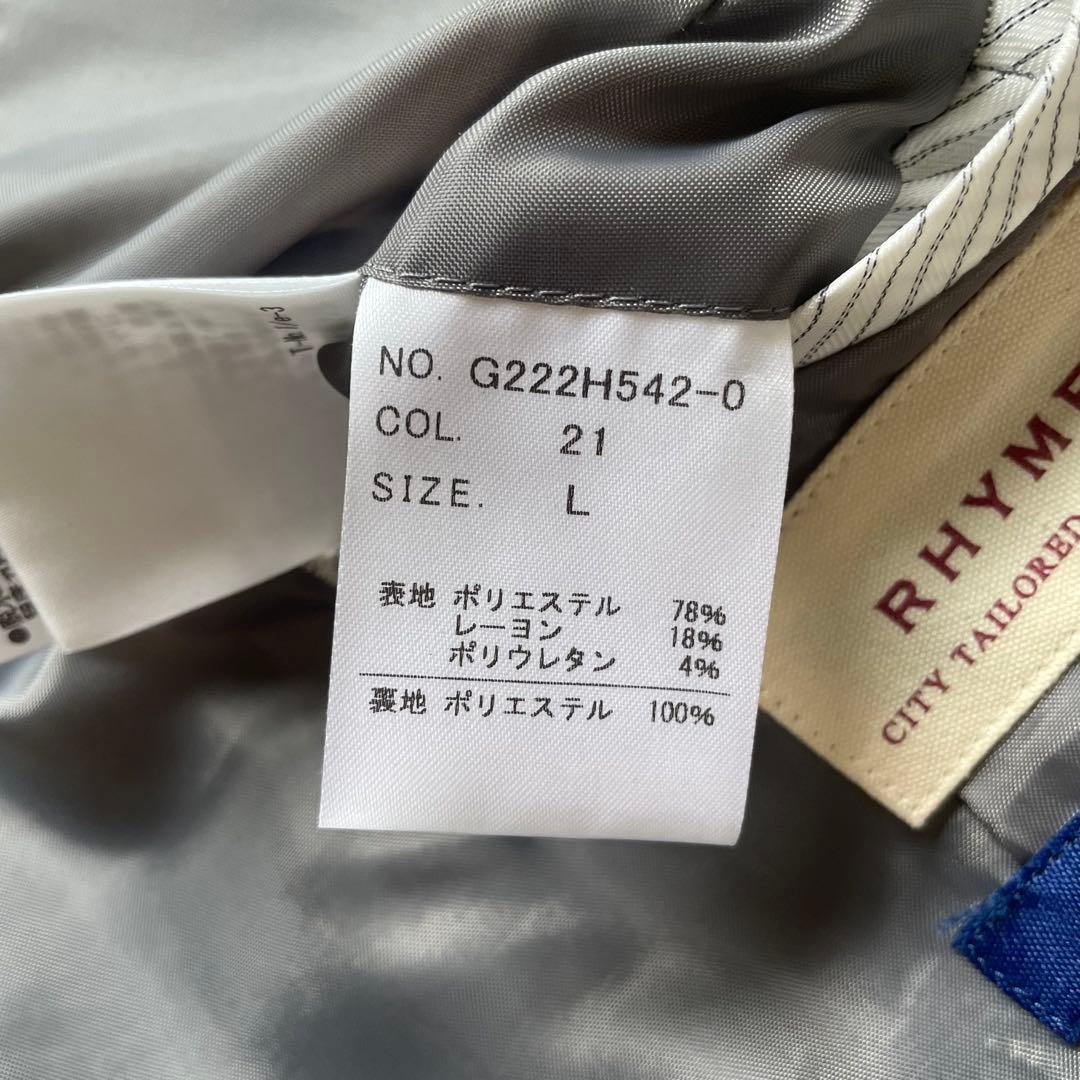 NO. G222H542-0
COL. 21
SIZE. L
表地 ポリエステル 78%
レーヨン 18%
ポリウレタン 4%
裏地 ポリエステル 100%
RHYME
CITY TAILORED